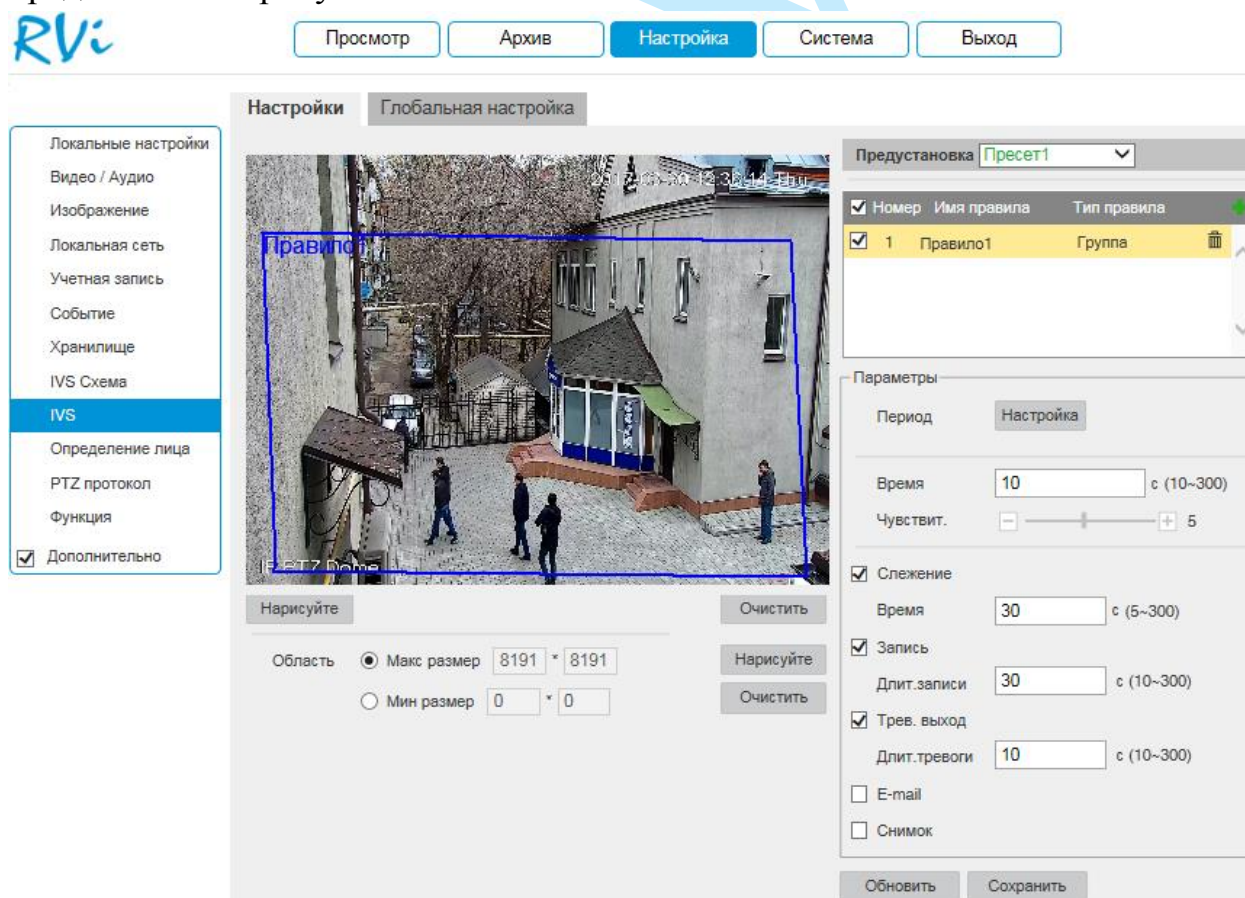 RVi
Просмотр
Архив
Настройка
Система
Выход
Настройки
Глобальная настройка
Локальные настройки
Видео / Аудио
Изображение
Локальная сеть
Учетная запись
Событие
Хранилище
IVS Схема
IVS
Определение лица
PTZ протокол
Функция
Дополнительно
Правило1
IP PTZ Dome
Нарисуйте
Очистить
Область
Макс размер 8191 * 8191
Нарисуйте
Мин размер 0 * 0
Очистить
Предустановка Пресет1
Номер Имя правила Тип правила
1 Правило1 Группа
Параметры
Период Настройка
Время 10 с (10~300)
Чувствит. 5
Слежение
Время 30 с (5~300)
Запись
Длит.записи 30 с (10~300)
Трев. выход
Длит.тревоги 10 с (10~300)
E-mail
Снимок
Обновить
Сохранить